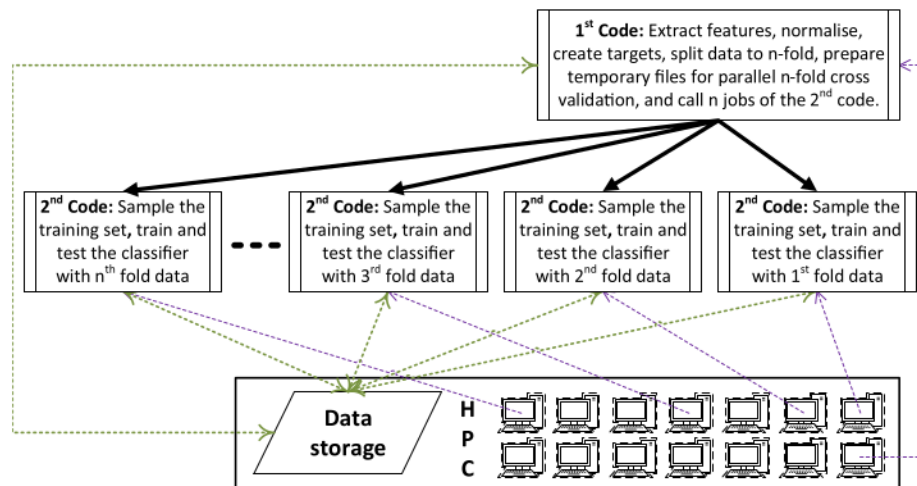 1st Code: Extract features, normalise,
create targets, split data to n-fold, prepare
temporary files for parallel n-fold cross
validation, and call n jobs of the 2nd code.
2nd Code: Sample the
training set, train and
test the classifier
with nth fold data
2nd Code: Sample the
training set, train and
test the classifier
with 3rd fold data
2nd Code: Sample the
training set, train and
test the classifier
with 2nd fold data
2nd Code: Sample the
training set, train and
test the classifier
with 1st fold data
Data
storage
H
P
C